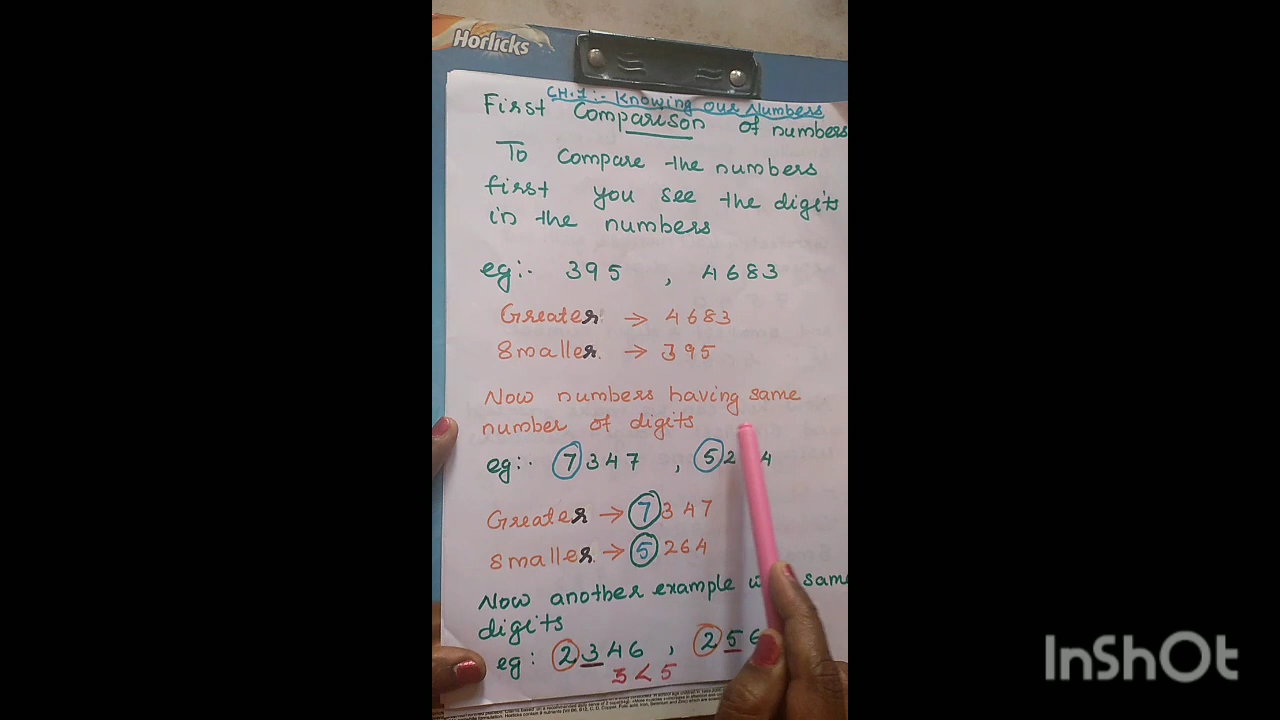 Horlicks
CH.1:- Knowing Our Numbers
First Comparison of numbers
To compare the numbers
first you see the digits
in the numbers
eg:- 395 , 4683
Greater → 4683
Smaller → 395
Now numbers having same
number of digits
eg:- 7347 , 52 4
Greater → 7347
Smaller → 5264
Now another example same
digits
eg: 2346 , 256
3<5
InShOt